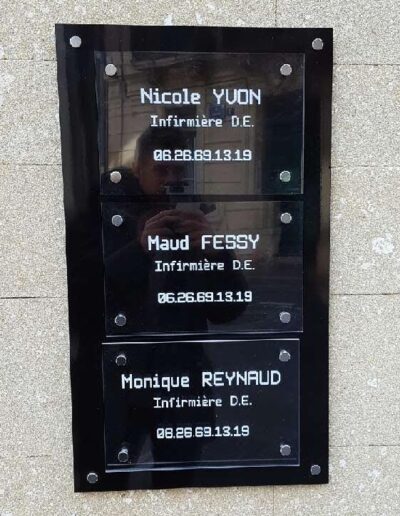 Nicole YVON
Infirmière D.E.
06.26.69.13.19
Maud FESSY
Infirmière D.E.
06.26.69.13.19
Monique REYNAUD
Infirmière D.E.
06.26.69.13.19